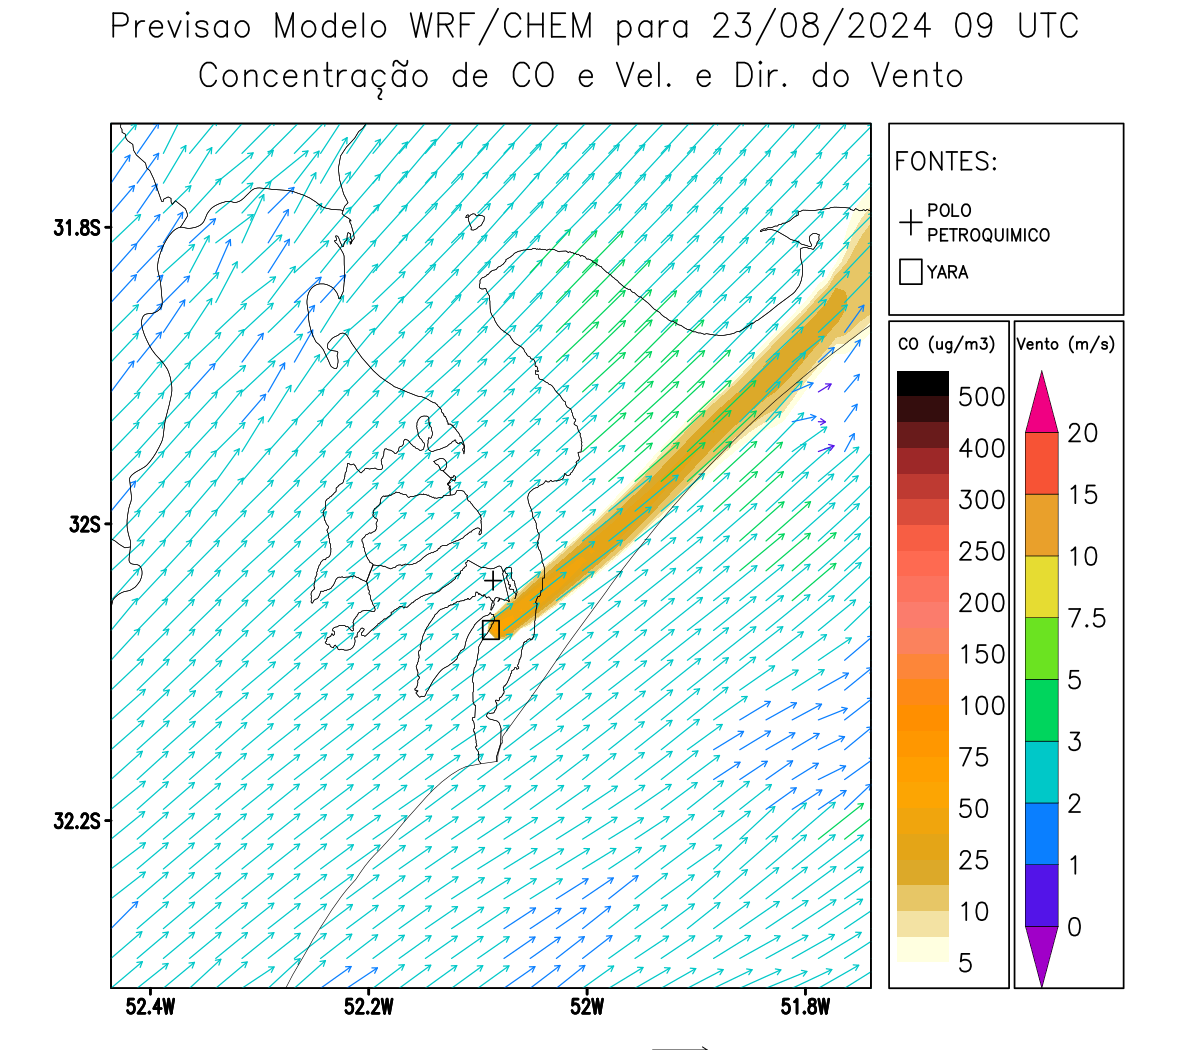 Previsao Modelo WRF/CHEM para 23/08/2024 09 UTC
Concentração de CO e Vel. e Dir. do Vento
FONTES:
POLO
PETROQUIMICO
YARA
CO (ug/m3)
500
400
300
250
200
150
100
75
50
25
10
5
Vento (m/s)
20
15
10
7.5
5
3
2
1
0
31.8S
32S
32.2S
52.4W
52.2W
52W
51.8W